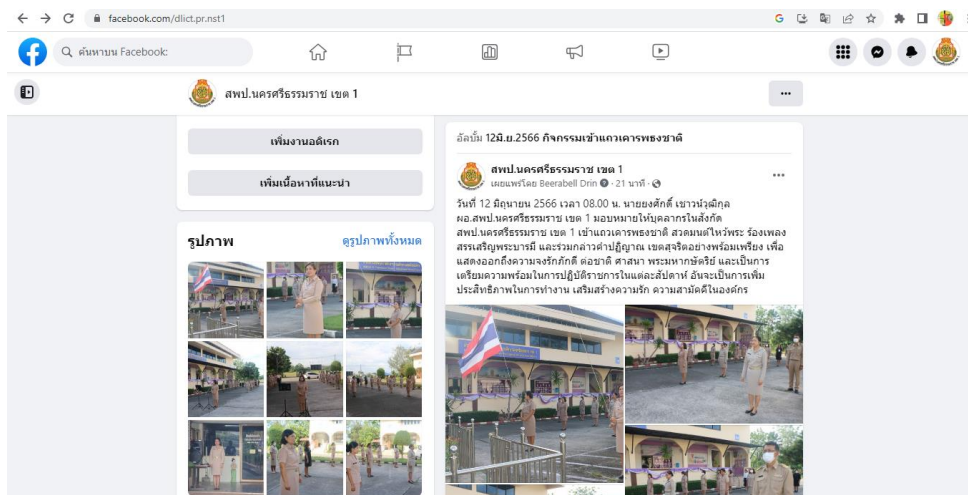 facebook.com/dlict.pr.nst1
ค้นหาบน Facebook:
สพป.นครศรีธรรมราช เขต 1
เพิ่มงานอดิเรก
เพิ่มเนื้อหาที่แนะนำ
รูปภาพ
ดูรูปภาพทั้งหมด
อัลบั้ม 12มิ.ย.2566 กิจกรรมเข้าแถวเคารพธงชาติ
สพป.นครศรีธรรมราช เขต 1
เผยแพร่โดย Beerabell Drin · 21 นาที ·
วันที่ 12 มิถุนายน 2566 เวลา 08.00 น. นายยงศักดิ์ เชาวน์วุฒิกุล
ผอ.สพป.นครศรีธรรมราช เขต 1 มอบหมายให้บุคลากรในสังกัด
สพป.นครศรีธรรมราช เขต 1 เข้าแถวเคารพธงชาติ สวดมนต์ไหว้พระ ร้องเพลง
สรรเสริญพระบารมี และร่วมกล่าวคำปฏิญาณ เขตสุจริตอย่างพร้อมเพรียง เพื่อ
แสดงออกถึงความจงรักภักดี ต่อชาติ ศาสนา พระมหากษัตริย์ และเป็นการ
เตรียมความพร้อมในการปฏิบัติราชการในแต่ละสัปดาห์ อันจะเป็นการเพิ่ม
ประสิทธิภาพในการทำงาน เสริมสร้างความรัก ความสามัคคีในองค์กร